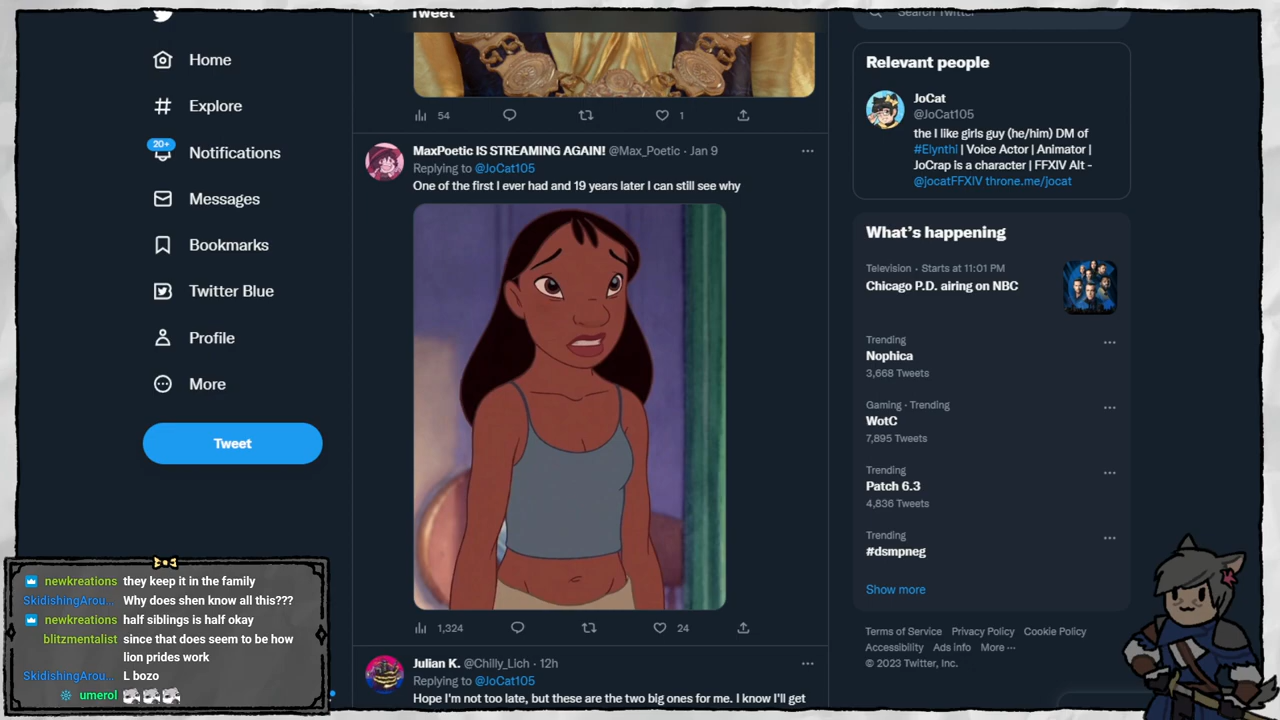 Tweet
Search Twitter
Home
Explore
20+
Notifications
Messages
Bookmarks
Twitter Blue
Profile
More
Tweet
54
1
MaxPoetic IS STREAMING AGAIN! @Max_Poetic · Jan 9
Replying to @JoCat105
One of the first I ever had and 19 years later I can still see why
1,324
24
Julian K. @Chilly_Lich · 12h
Replying to @JoCat105
Hope I'm not too late, but these are the two big ones for me. I know I'll get
Relevant people
JoCat
@JoCat105
the I like girls guy (he/him) DM of
#Elynthi | Voice Actor | Animator |
JoCrap is a character | FFXIV Alt -
@jocatFFXIV throne.me/jocat
What's happening
Television · Starts at 11:01 PM
Chicago P.D. airing on NBC
Trending
Nophica
3,668 Tweets
Gaming · Trending
WotC
7,895 Tweets
Trending
Patch 6.3
4,836 Tweets
Trending
#dsmpneg
Show more
Terms of Service Privacy Policy Cookie Policy
Accessibility Ads info More ···
© 2023 Twitter, Inc.
newkreations they keep it in the family
SkidishingArou... Why does shen know all this???
newkreations half siblings is half okay
blitzmentalist since that does seem to be how
lion prides work
SkidishingArou... L bozo
umerol